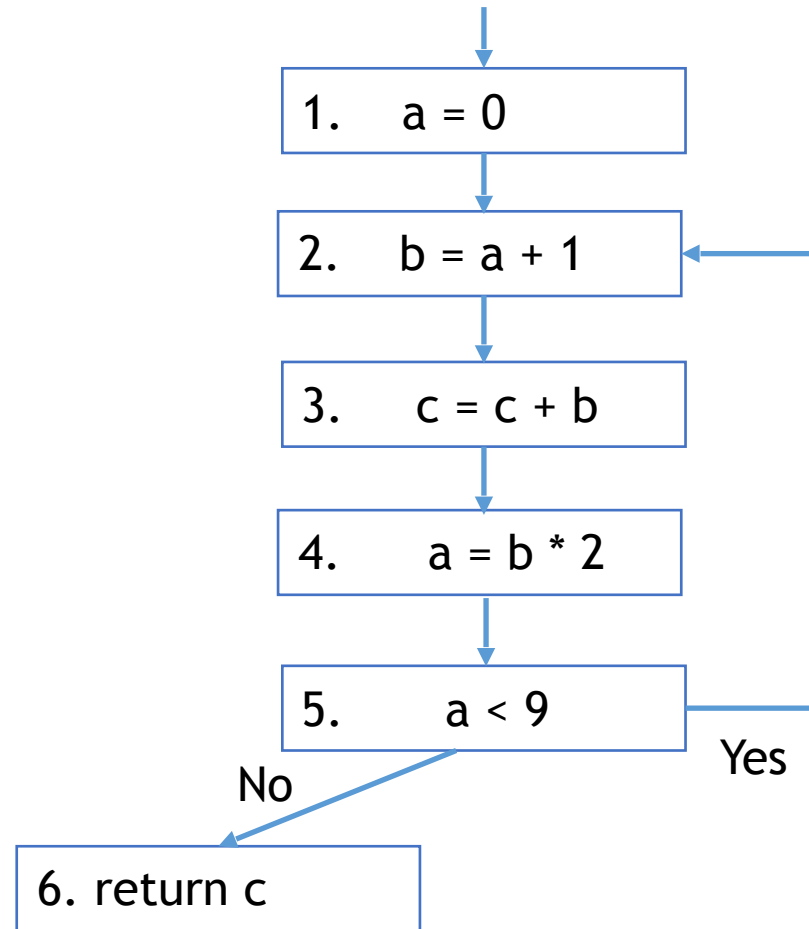 1. a = 0
2. b = a + 1
3. c = c + b
4. a = b * 2
5. a < 9
Yes
No
6. return c